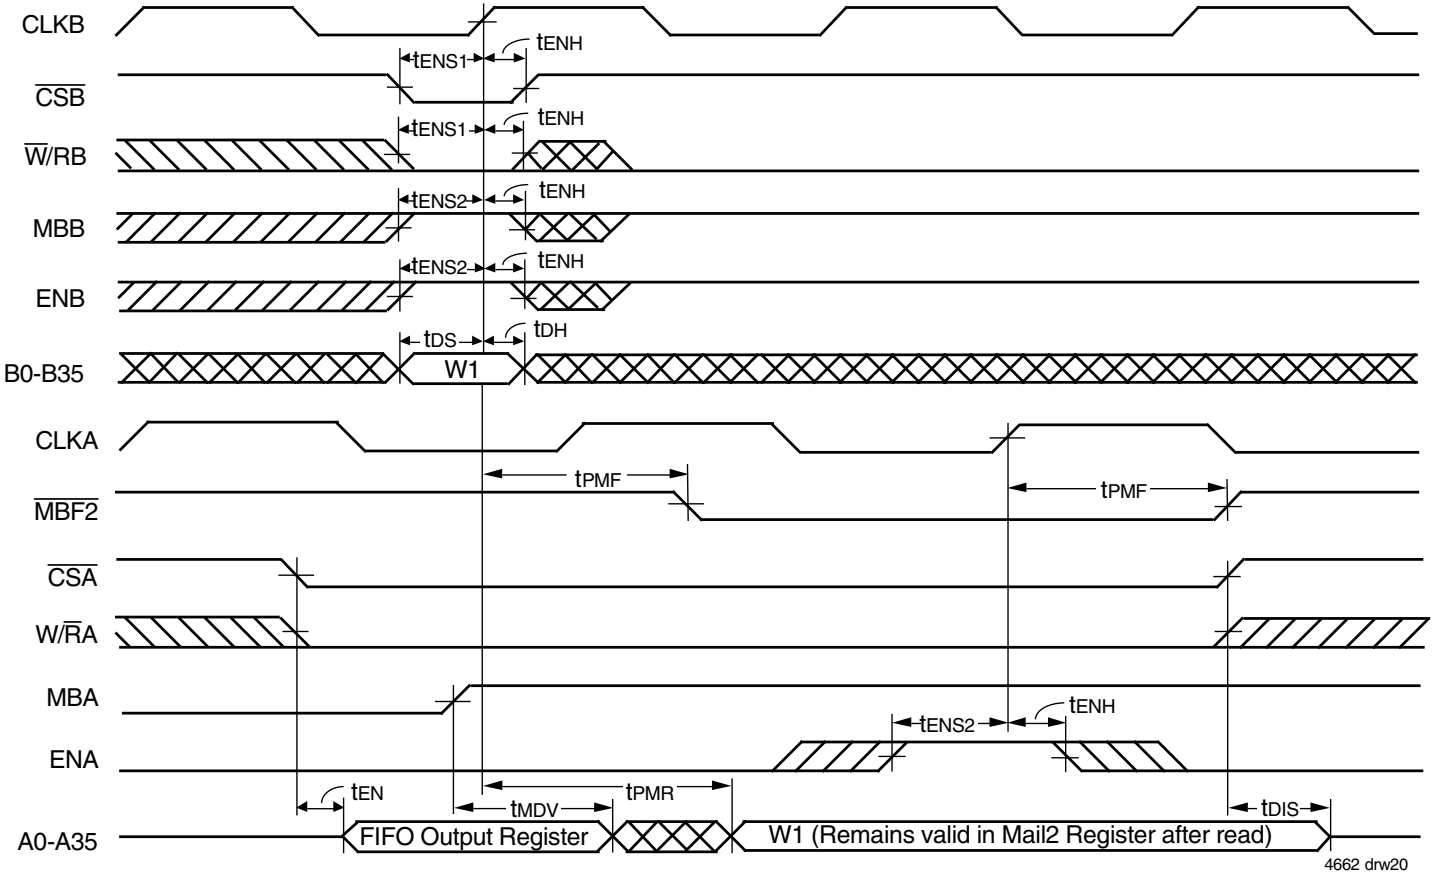 CLKB
tENS1
tENH
CSB
tENS1
tENH
W/RB
tENS2
tENH
MBB
tENS2
tENH
ENB
tDS
tDH
B0-B35
W1
CLKA
tPMF
tPMF
MBF2
CSA
W/RA
MBA
tENS2
tENH
ENA
tEN
tMDV
tPMR
tDIS
A0-A35
FIFO Output Register
W1 (Remains valid in Mail2 Register after read)
4662 drw20